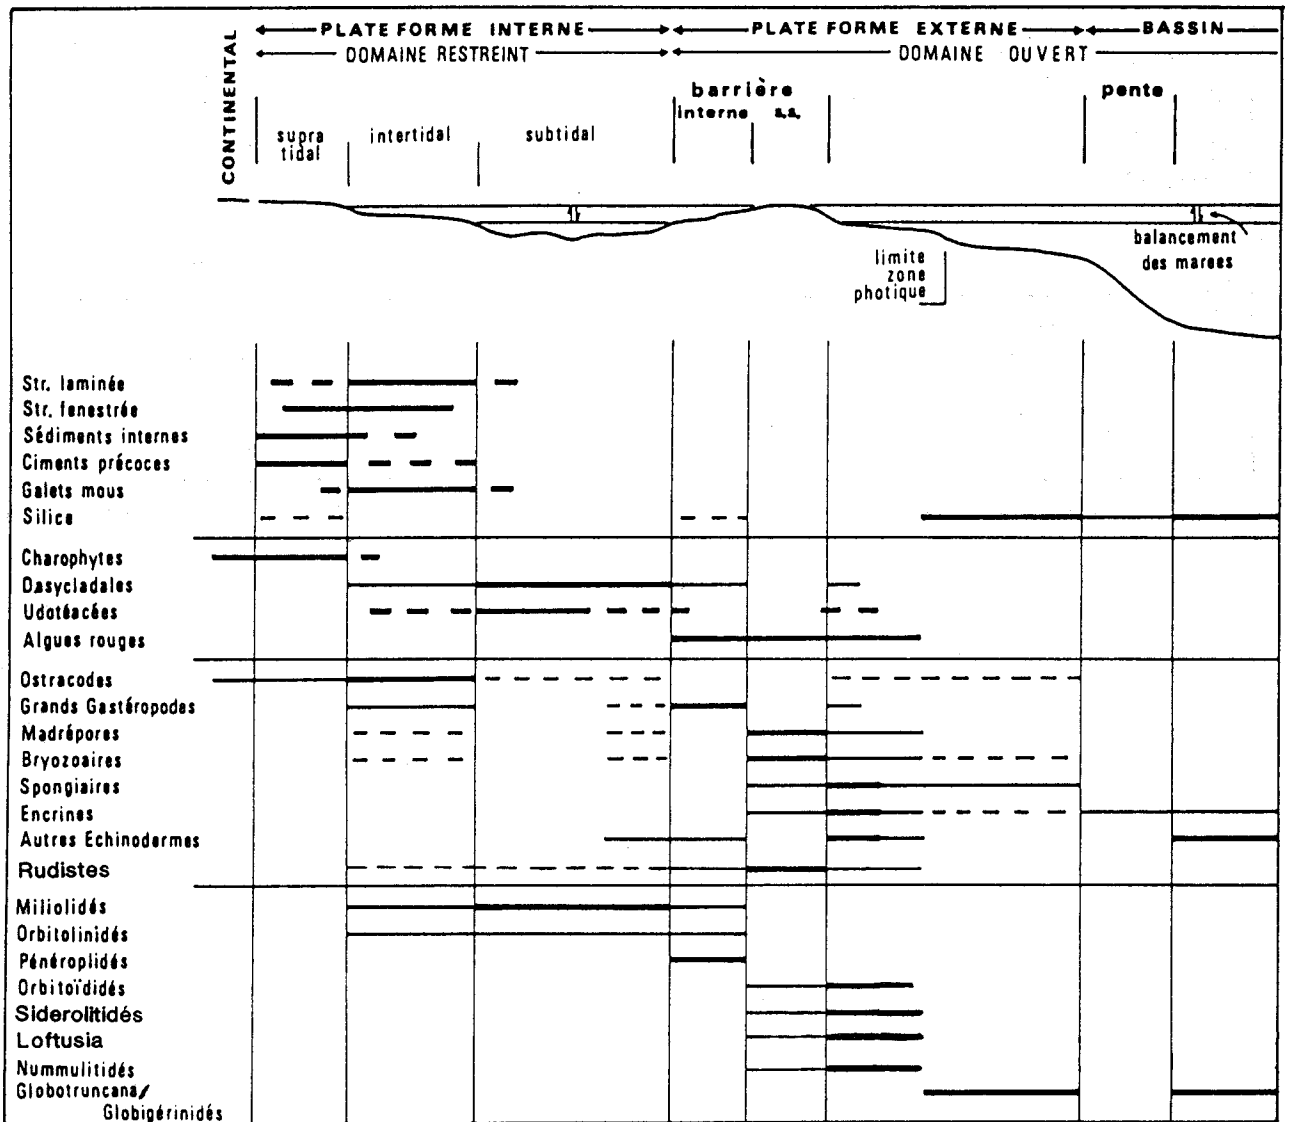 PLATE FORME INTERNE
PLATE FORME EXTERNE
BASSIN
DOMAINE RESTREINT
DOMAINE OUVERT
CONTINENTAL
supra
tidal
intertidal
subtidal
barrière
interne s.s.
pente
balancement
des marees
limite
zone
photique
Str. laminée
Str. fenestrée
Sédiments internes
Ciments précoces
Galets mous
Silice
Charophytes
Dasycladales
Udotéacées
Algues rouges
Ostracodes
Grands Gastéropodes
Madrépores
Bryozoaires
Spongiaires
Encrines
Autres Echinodermes
Rudistes
Miliolidés
Orbitolinidés
Pénéroplidés
Orbitoïdidés
Siderolitidés
Loftusia
Nummulitidés
Globotruncana/
Globigérinidés